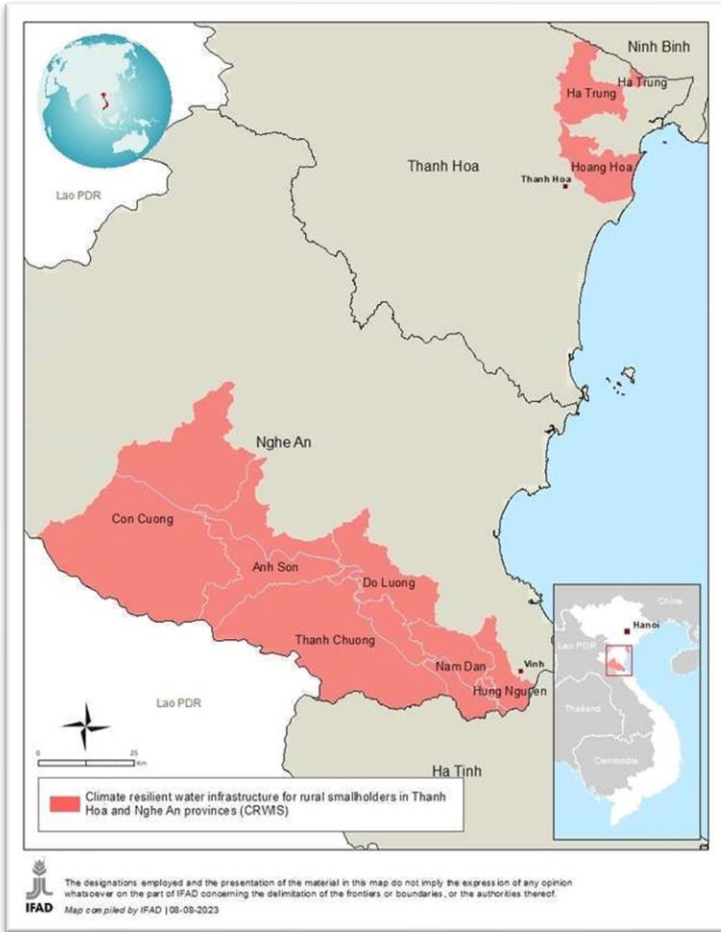 Ninh Binh
Ha Trung
Ha Trung
Thanh Hoa
Hoang Hoa
Thanh Hoa
Lao PDR
Nghe An
Con Cuong
Anh Son
Do Luong
Thanh Chuong
Nam Dan
Vinh
Hung Nguyen
Lao PDR
Ha Tinh
0 25
Km
China
Hanoi
Lao PDR
Thailand
Cambodia
Climate resilient water infrastructure for rural smallholders in Thanh
Hoa and Nghe An provinces (CRWIS)
IFAD
The designations employed and the presentation of the material in this map do not imply the expression of any opinion
whatsoever on the part of IFAD concerning the delimitation of the frontiers or boundaries, or the authorities thereof.
Map compiled by IFAD | 08-08-2023